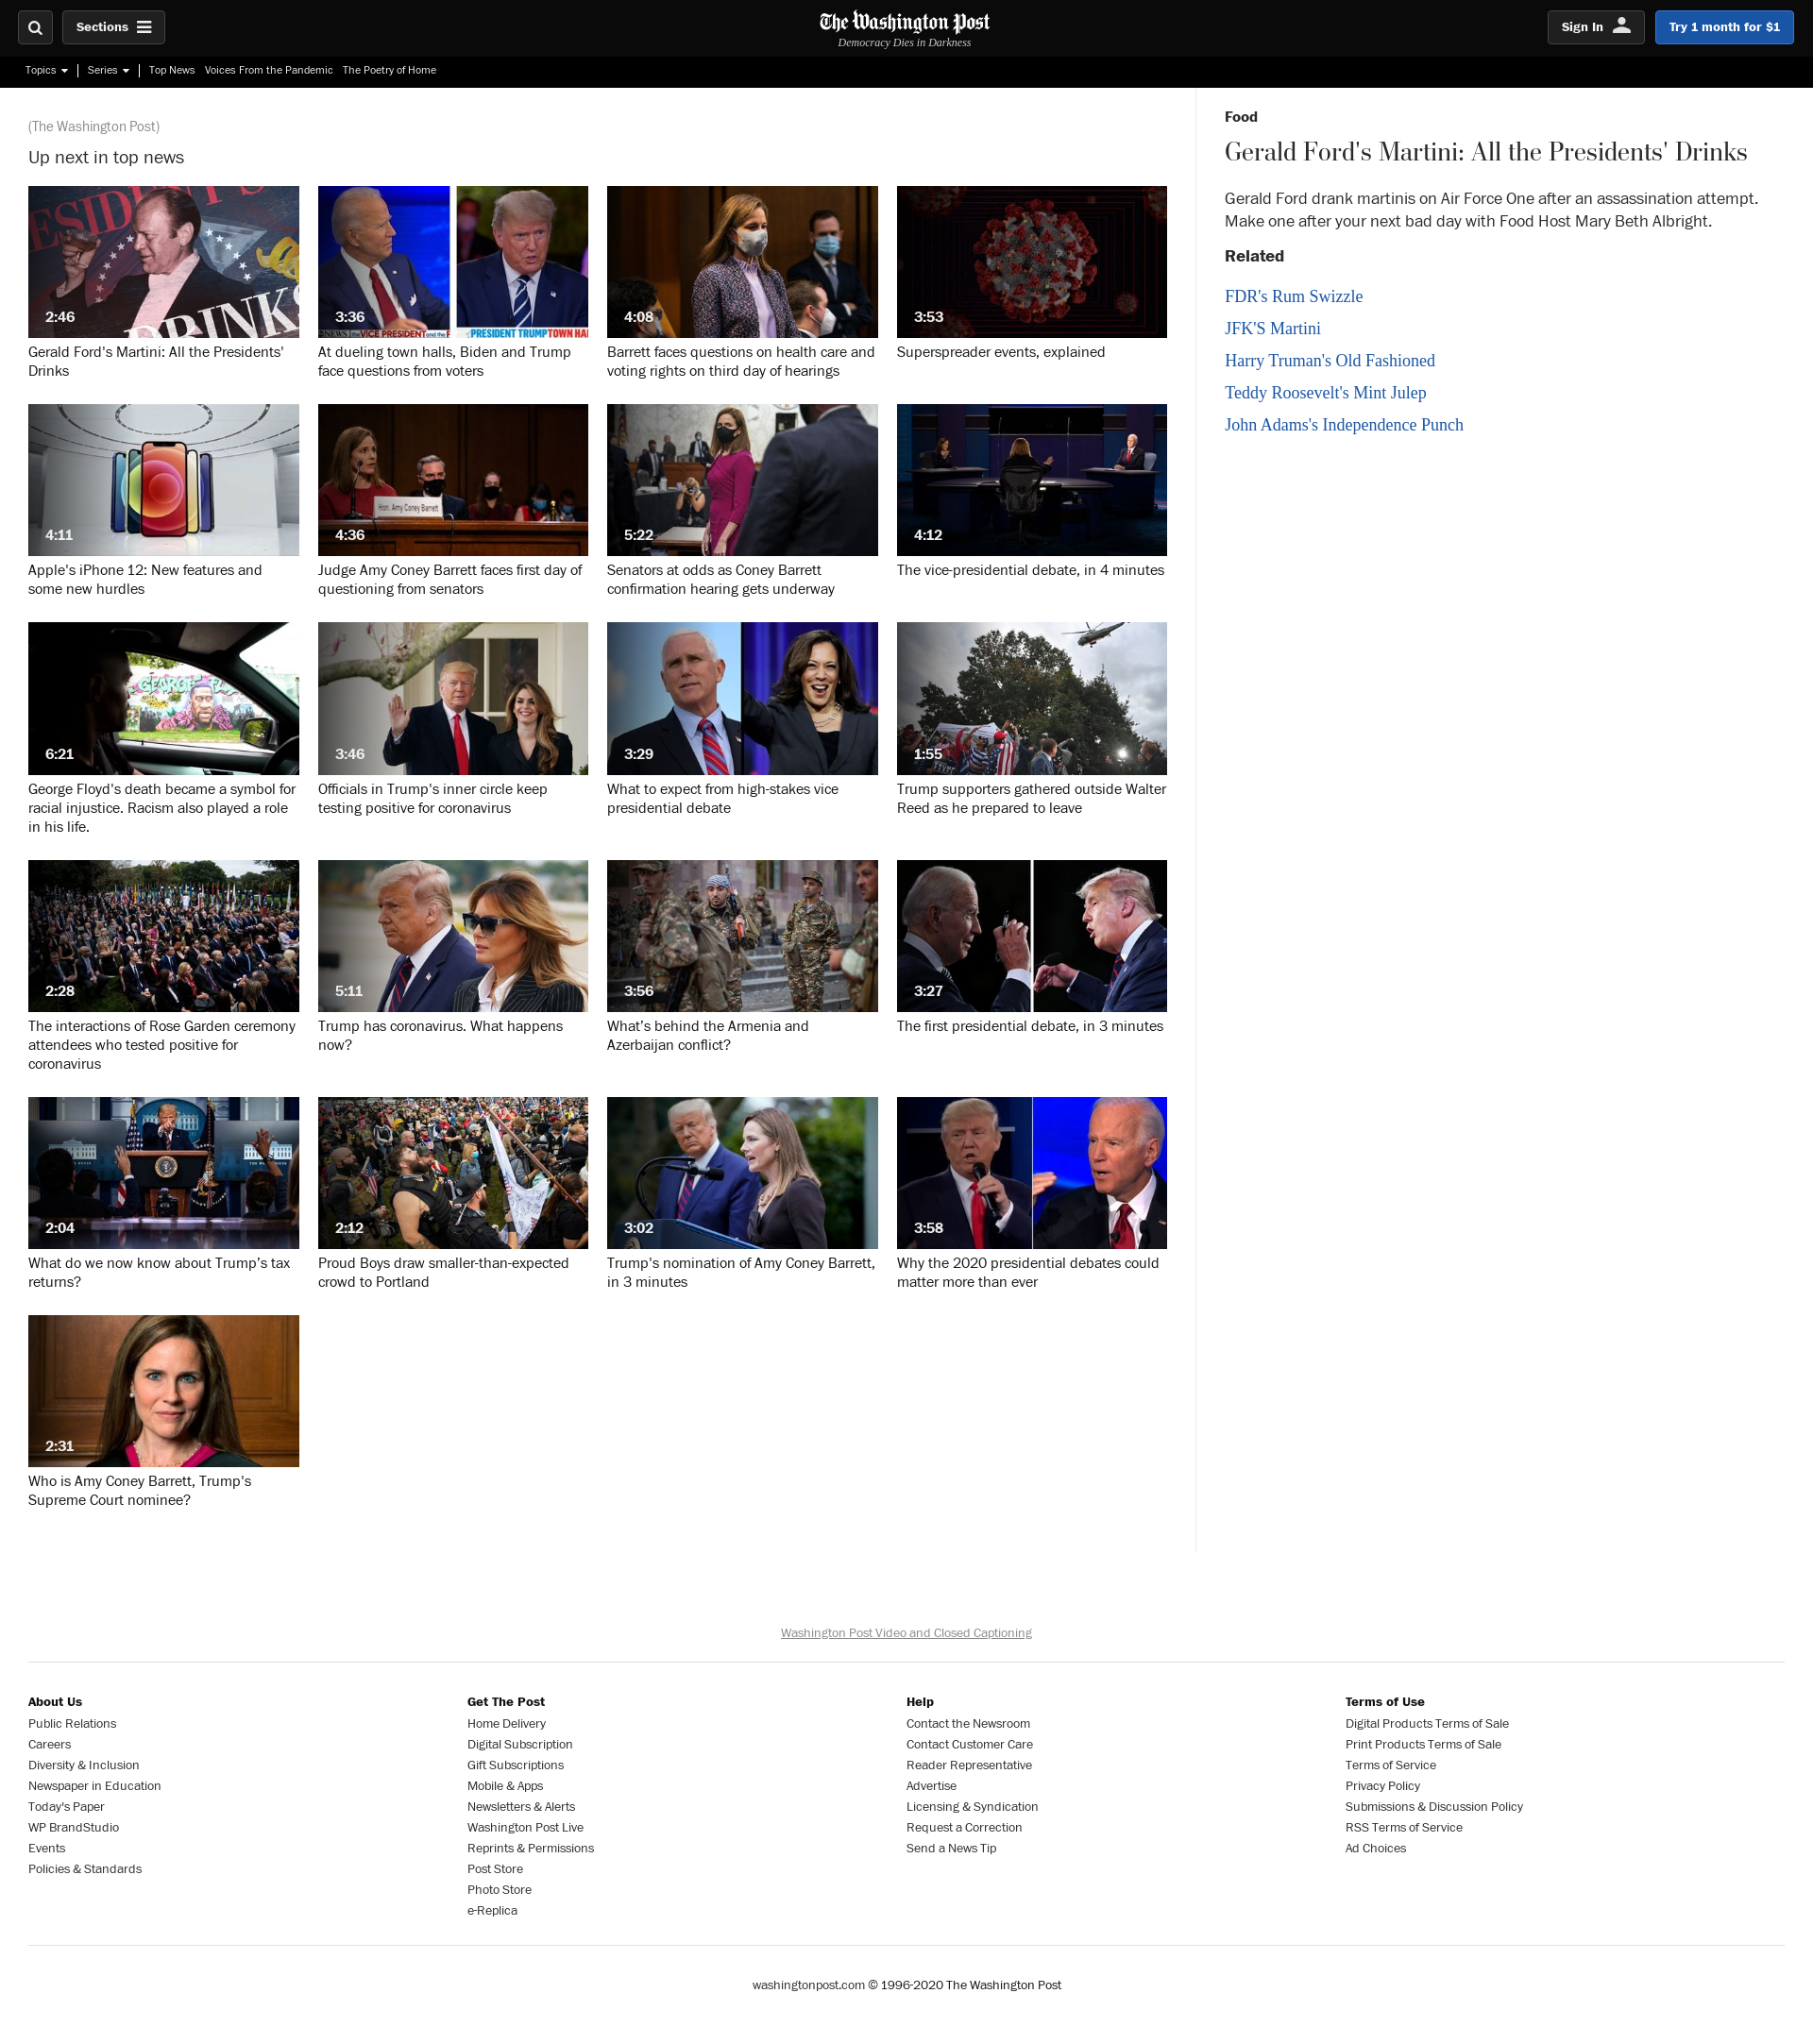 Sections
The Washington Post
Democracy Dies in Darkness
Sign In
Try 1 month for $1
Topics
Series
Top News
Voices From the Pandemic
The Poetry of Home
(The Washington Post)
Up next in top news
2:46
Gerald Ford's Martini: All the Presidents'
Drinks
3:36
At dueling town halls, Biden and Trump
face questions from voters
4:08
Barrett faces questions on health care and
voting rights on third day of hearings
3:53
Superspreader events, explained
4:11
Apple's iPhone 12: New features and
some new hurdles
Hon. Amy Coney Barrett
4:36
Judge Amy Coney Barrett faces first day of
questioning from senators
5:22
Senators at odds as Coney Barrett
confirmation hearing gets underway
4:12
The vice-presidential debate, in 4 minutes
6:21
George Floyd's death became a symbol for
racial injustice. Racism also played a role
in his life.
3:46
Officials in Trump's inner circle keep
testing positive for coronavirus
3:29
What to expect from high-stakes vice
presidential debate
1:55
Trump supporters gathered outside Walter
Reed as he prepared to leave
2:28
The interactions of Rose Garden ceremony
attendees who tested positive for
coronavirus
5:11
Trump has coronavirus. What happens
now?
3:56
What’s behind the Armenia and
Azerbaijan conflict?
3:27
The first presidential debate, in 3 minutes
2:04
What do we now know about Trump’s tax
returns?
2:12
Proud Boys draw smaller-than-expected
crowd to Portland
3:02
Trump's nomination of Amy Coney Barrett,
in 3 minutes
3:58
Why the 2020 presidential debates could
matter more than ever
2:31
Who is Amy Coney Barrett, Trump's
Supreme Court nominee?
Food
Gerald Ford's Martini: All the Presidents' Drinks
Gerald Ford drank martinis on Air Force One after an assassination attempt.
Make one after your next bad day with Food Host Mary Beth Albright.
Related
FDR's Rum Swizzle
JFK'S Martini
Harry Truman's Old Fashioned
Teddy Roosevelt's Mint Julep
John Adams's Independence Punch
Washington Post Video and Closed Captioning
About Us
Public Relations
Careers
Diversity & Inclusion
Newspaper in Education
Today's Paper
WP BrandStudio
Events
Policies & Standards
Get The Post
Home Delivery
Digital Subscription
Gift Subscriptions
Mobile & Apps
Newsletters & Alerts
Washington Post Live
Reprints & Permissions
Post Store
Photo Store
e-Replica
Help
Contact the Newsroom
Contact Customer Care
Reader Representative
Advertise
Licensing & Syndication
Request a Correction
Send a News Tip
Terms of Use
Digital Products Terms of Sale
Print Products Terms of Sale
Terms of Service
Privacy Policy
Submissions & Discussion Policy
RSS Terms of Service
Ad Choices
washingtonpost.com © 1996-2020 The Washington Post